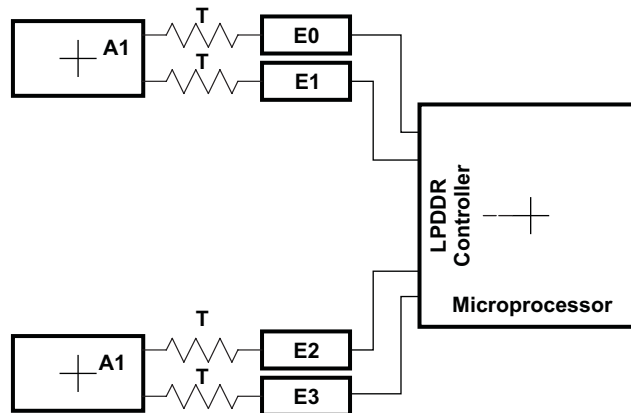 T
A1
E0
T
E1
LPDDR
Controller
Microprocessor
T
A1
E2
T
E3